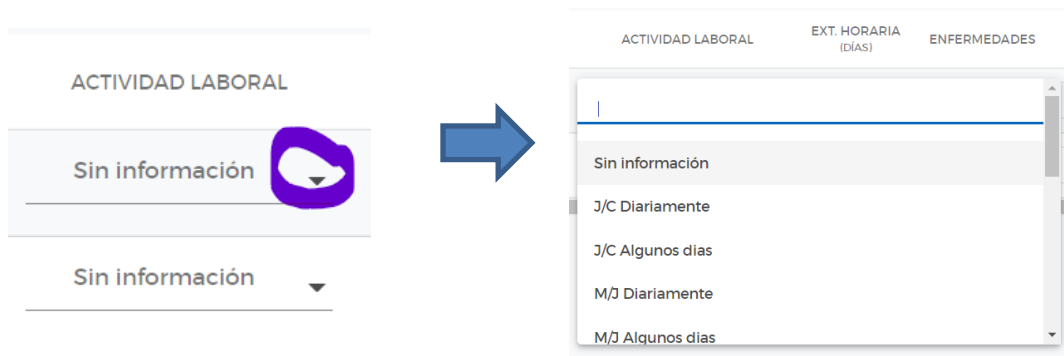 ACTIVIDAD LABORAL
Sin información
Sin información
ACTIVIDAD LABORAL
EXT. HORARIA
(DÍAS)
ENFERMEDADES
Sin información
J/C Diariamente
J/C Algunos dias
M/J Diariamente
M/J Algunos dias